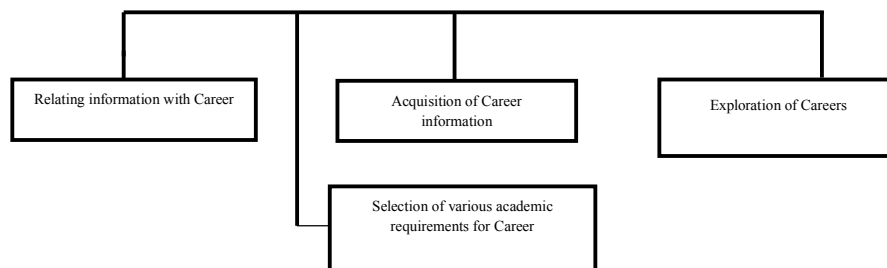 Relating information with Career
Acquisition of Career
information
Exploration of Careers
Selection of various academic
requirements for Career